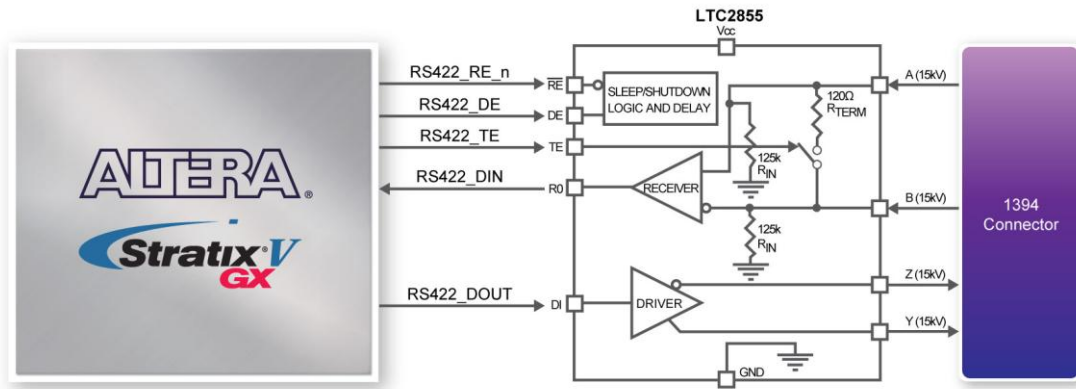 LTC2855
Vcc
RS422_RE_n
RE
SLEEP/SHUTDOWN
LOGIC AND DELAY
A (15kV)
120Ω
RTERM
RS422_DE
DE
RS422_TE
TE
125k
RIN
ALTERA®
RS422_DIN
R0
RECEIVER
B (15kV)
1394
Connector
125k
RIN
Stratix® V
GX
Z (15kV)
RS422_DOUT
DI
DRIVER
Y (15kV)
GND